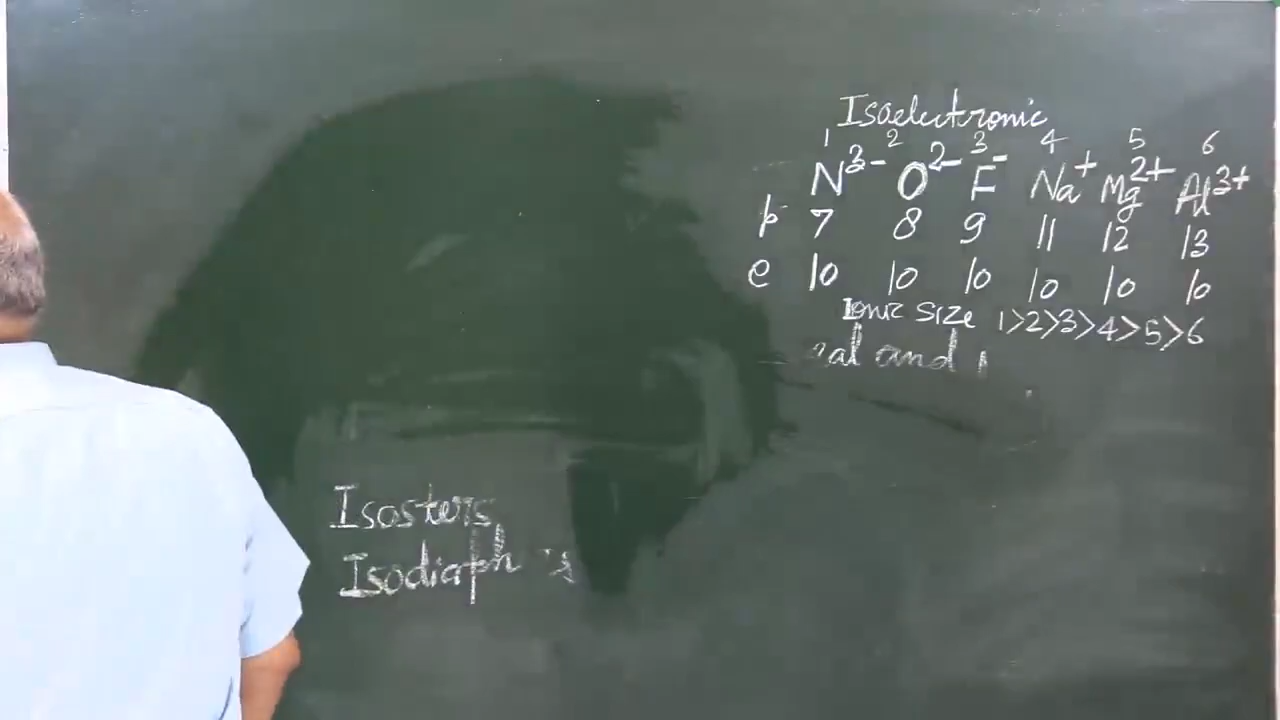 Isoelectronic
1 2 3 4 5 6
N³⁻ O²⁻ F⁻ Na⁺ Mg²⁺ Al³⁺
p 7 8 9 11 12 13
e 10 10 10 10 10 10
Ionic size 1>2>3>4>5>6
and
Isosters